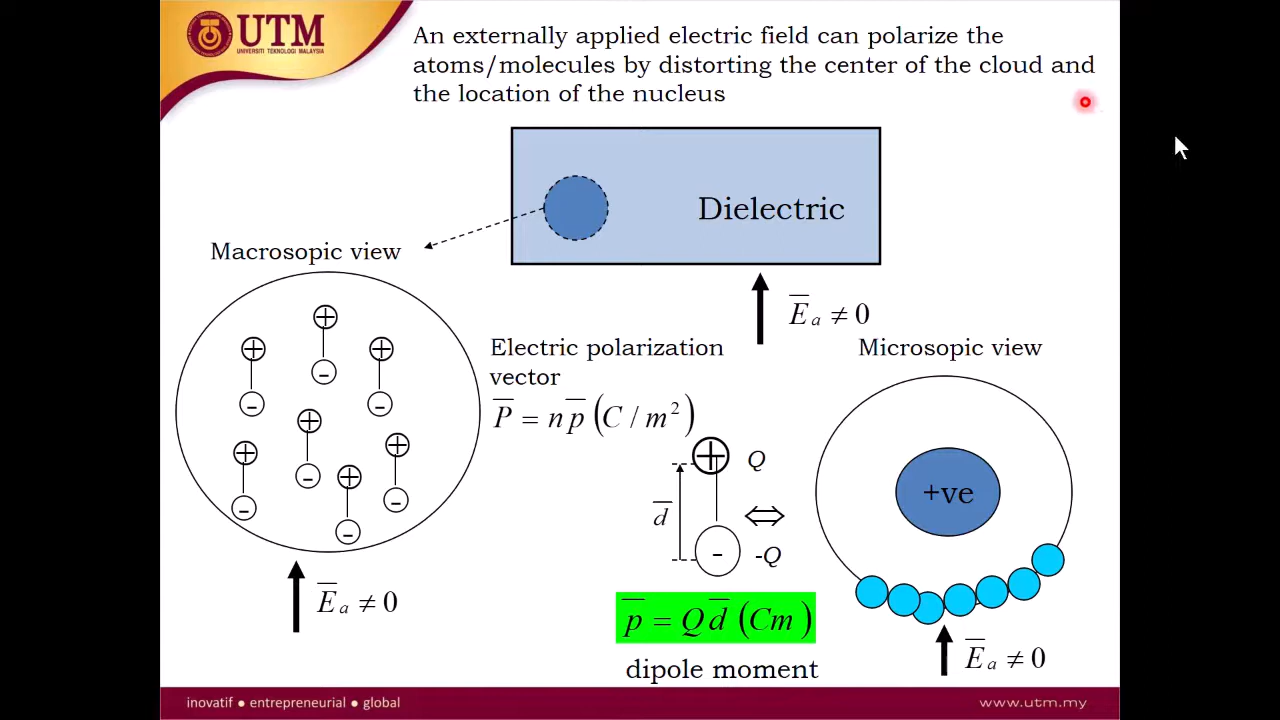 UTM
UNIVERSITI TEKNOLOGI MALAYSIA
An externally applied electric field can polarize the
atoms/molecules by distorting the center of the cloud and
the location of the nucleus
Dielectric
Macrosopic view
E̅ₐ ≠ 0
Electric polarization
vector
Microsopic view
P̅ = np̅ (C / m²)
+
-
+
-
+
-
+
-
+
-
+
-
+
-
+
Q
d̅
⇔
-
-Q
+ve
E̅ₐ ≠ 0
p̅ = Qd̅ (Cm)
dipole moment
E̅ₐ ≠ 0
inovatif ● entrepreneurial ● global
www.utm.my